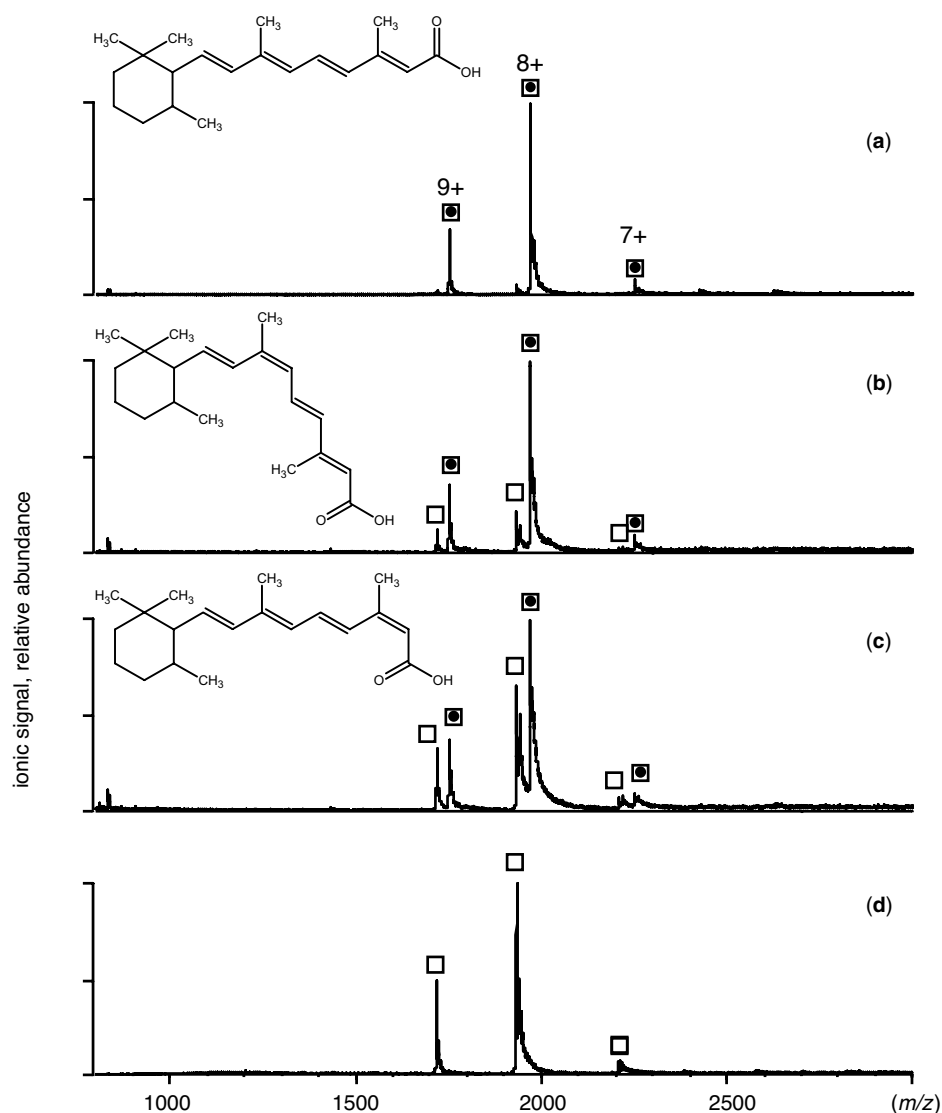 CH₃
CH₃
O
H₃C
CH₃
OH
CH₃
8+
(a)
9+
7+
CH₃
H₃C
CH₃
(b)
CH₃
H₃C
O
OH
CH₃
CH₃
H₃C
CH₃
(c)
CH₃
O
OH
ionic signal, relative abundance
(d)
1000 1500 2000 2500 (m/z)